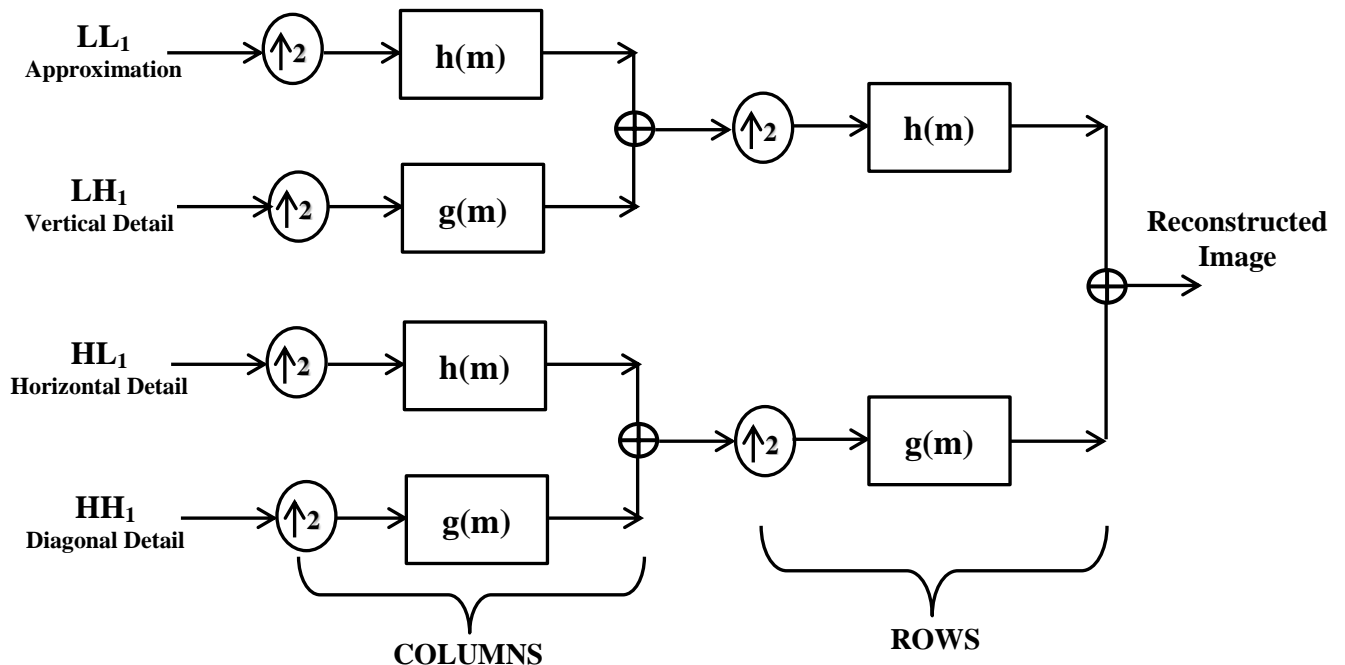 LL₁
Approximation
↑2
h(m)
LH₁
Vertical Detail
↑2
g(m)
↑2
h(m)
Reconstructed
Image
HL₁
Horizontal Detail
↑2
h(m)
HH₁
Diagonal Detail
↑2
g(m)
↑2
g(m)
COLUMNS
ROWS